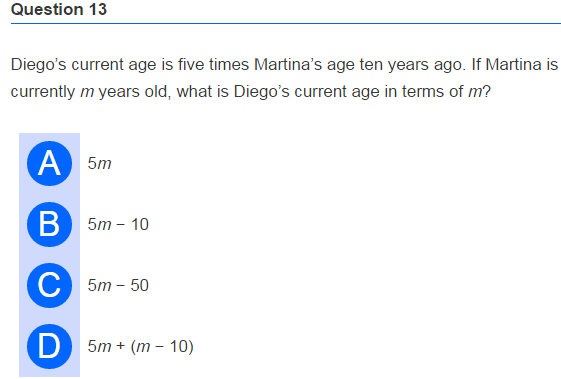 Question 13
Diego's current age is five times Martina's age ten years ago. If Martina is
currently m years old, what is Diego's current age in terms of m?
A 5m
B 5m − 10
C 5m − 50
D 5m + (m − 10)